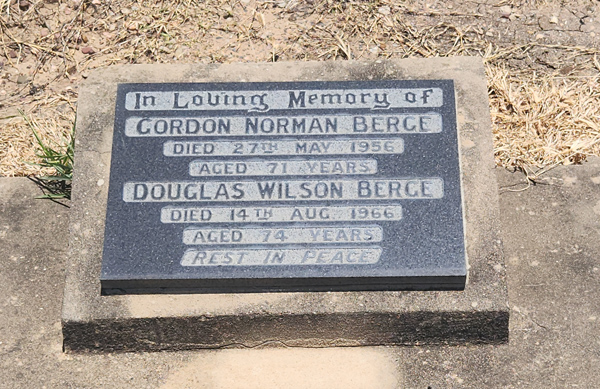 In Loving Memory of
GORDON NORMAN BERGE
DIED 27TH MAY 1956
AGED 71 YEARS
DOUGLAS WILSON BERGE
DIED 14TH AUG. 1966
AGED 74 YEARS
REST IN PEACE